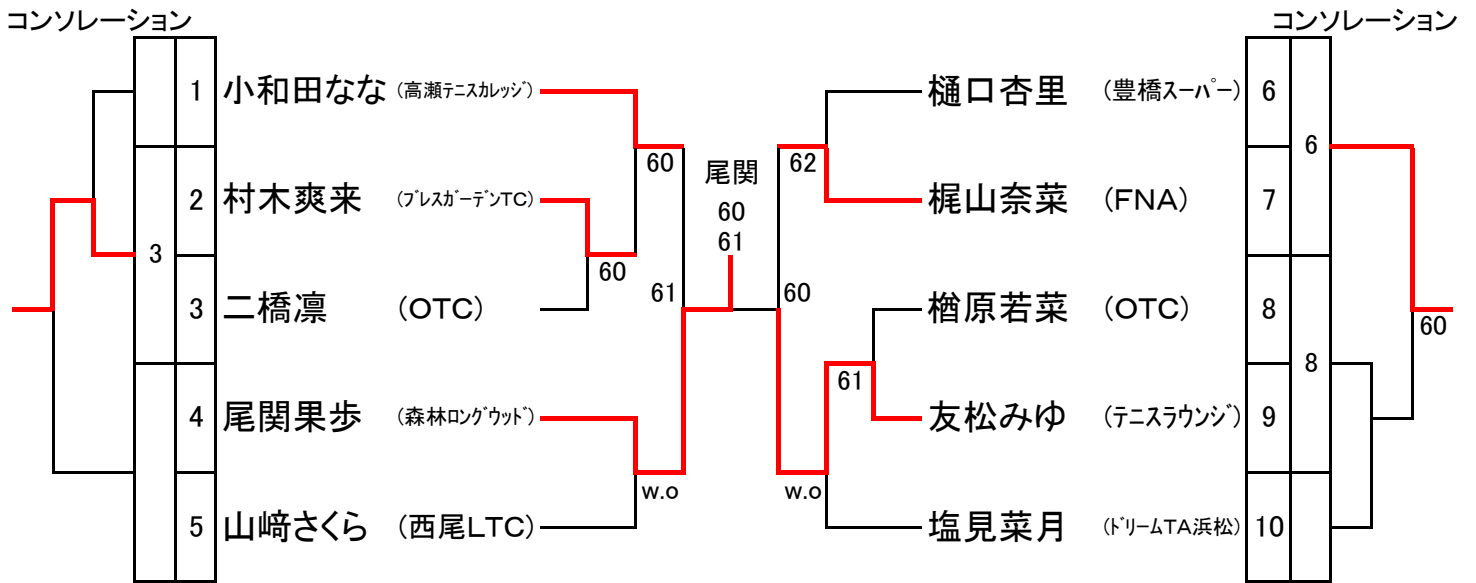 コンソレーション
コンソレーション
1 小和田なな (高瀬テニスカレッジ)
樋口杏里 (豊橋スーパー) 6
6
60
尾関
62
2 村木爽来 (ブレスガーデンTC)
60
梶山奈菜 (FNA) 7
61
3
60
61
60
3 二橋凛 (OTC)
楢原若菜 (OTC) 8
60
8
61
4 尾関果歩 (森林ロングウッド)
友松みゆ (テニスラウンジ) 9
w.o
w.o
5 山﨑さくら (西尾LTC)
塩見菜月 (ドリームTA浜松) 10